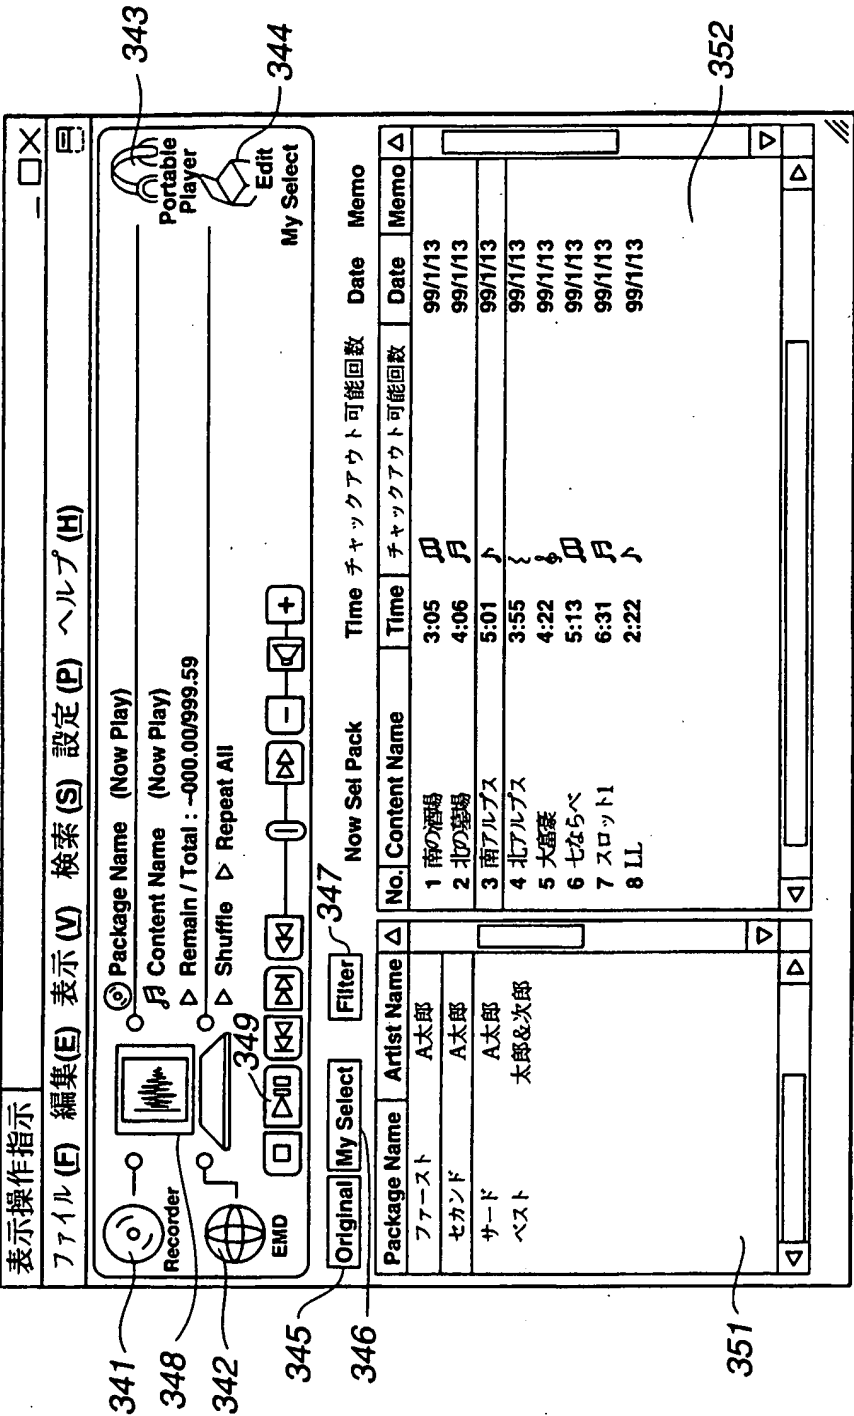 表示操作指示
ファイル(F) 編集(E) 表示(V) 検索(S) 設定(P) ヘルプ(H)
341
348
342
343
344
Recorder
EMD
Package Name (Now Play)
Content Name (Now Play)
Remain / Total : -000.00/999.59
Shuffle Repeat All
349
Portable
Player
Edit
My Select
345
346
347
Original
My Select
Filter
Now Sel Pack Time チャックアウト可能回数 Date Memo
Package Name Artist Name
ファースト A太郎
セカンド A太郎
サード A太郎
ベスト 太郎&次郎
351
No. Content Name Time チャックアウト可能回数 Date Memo
1 南の酒場 3:05 99/1/13
2 北の墓場 4:06 99/1/13
3 南アルプス 5:01 99/1/13
4 北アルプス 3:55 99/1/13
5 大富豪 4:22 99/1/13
6 七ならべ 5:13 99/1/13
7 スロット1 6:31 99/1/13
8 LL 2:22 99/1/13
352